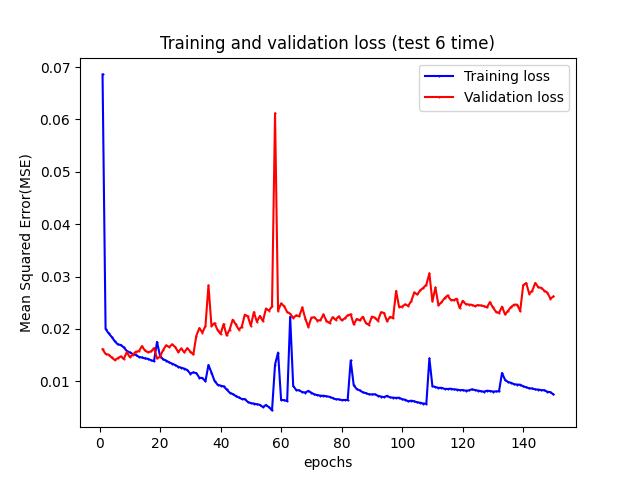 Training and validation loss (test 6 time)
Training loss
Validation loss
0.07
0.06
0.05
0.04
0.03
0.02
0.01
Mean Squared Error(MSE)
0 20 40 60 80 100 120 140
epochs